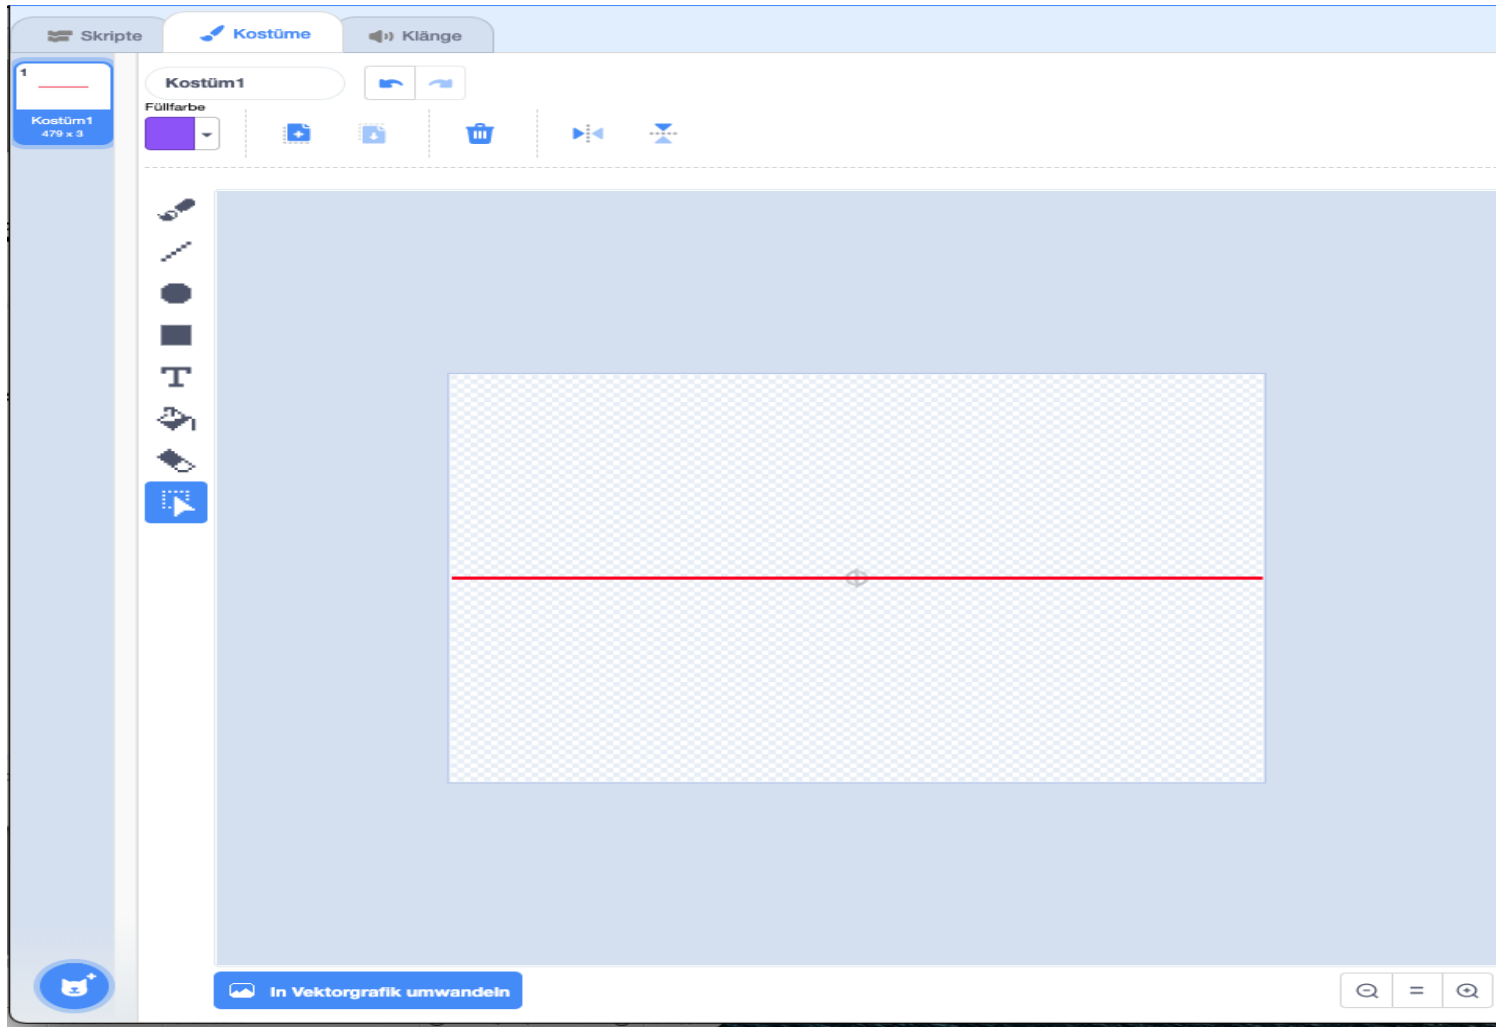 Skripte
Kostüme
Klänge
1
Kostüm1
479 x 3
Kostüm1
Füllfarbe
T
In Vektorgrafik umwandeln